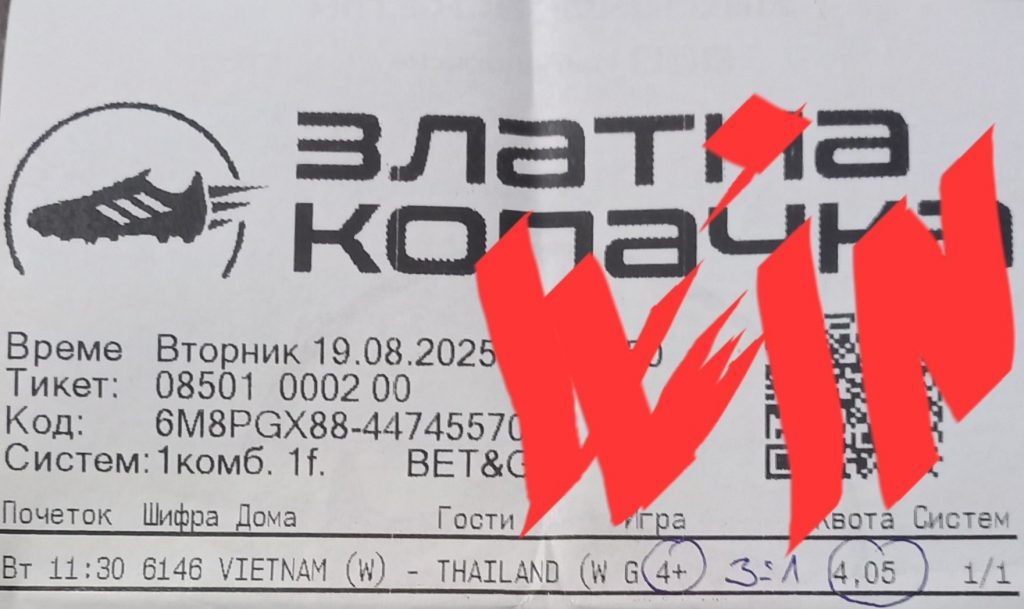 златна
копачка
WIN
Време Вторник 19.08.2025
Тикет: 08501 0002 00
Код: 6M8PGX88-44745570
Систем: 1комб. 1f. BET&G
Почеток Шифра Дома Гости Игра Квота Систем
Вт 11:30 6146 VIETNAM (W) - THAILAND (W G 4+ 3=1 4,05 1/1